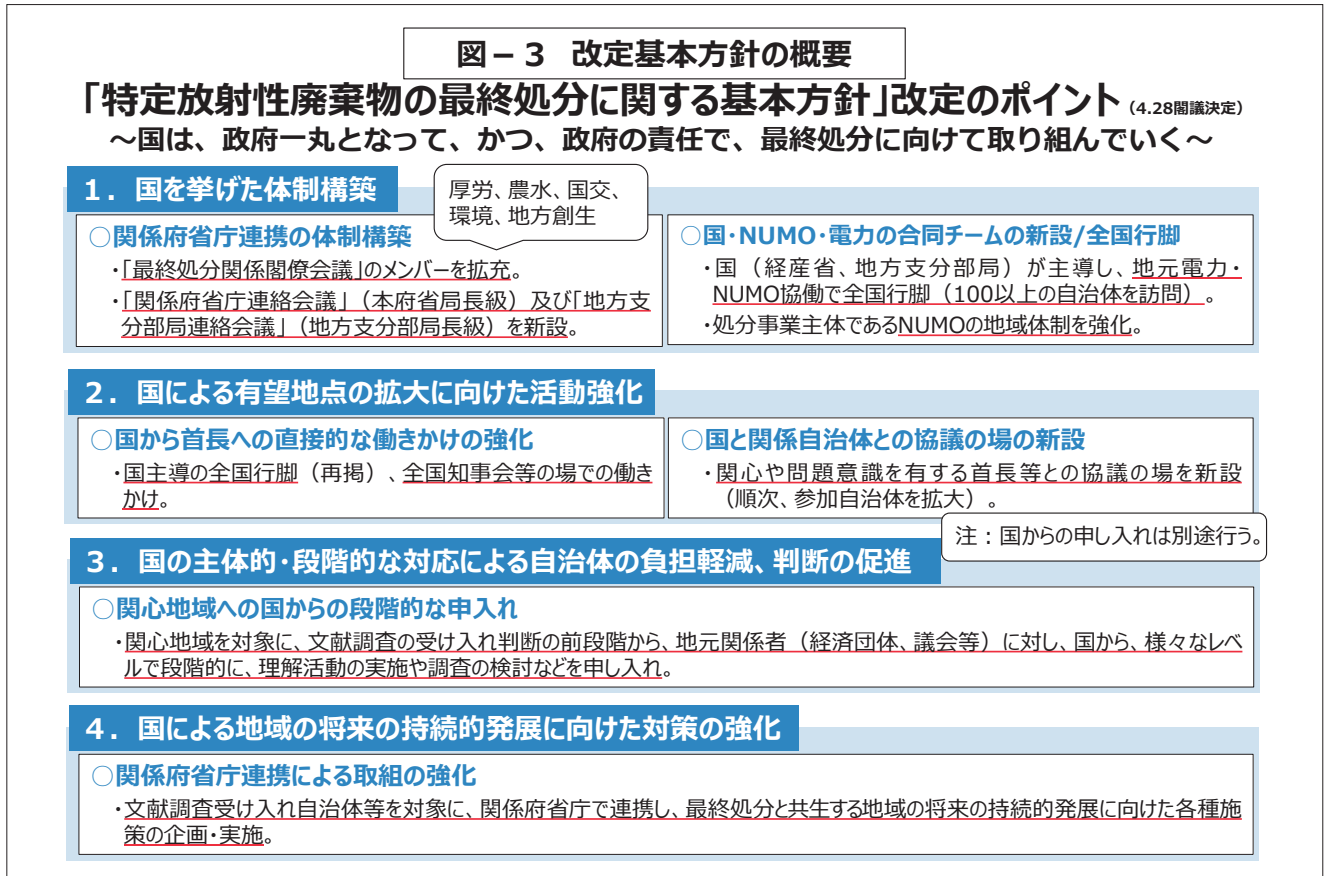 図－3 改定基本方針の概要
「特定放射性廃棄物の最終処分に関する基本方針」改定のポイント（4.28閣議決定）
～国は、政府一丸となって、かつ、政府の責任で、最終処分に向けて取り組んでいく～
1．国を挙げた体制構築
厚労、農水、国交、
環境、地方創生
○関係府省庁連携の体制構築
・「最終処分関係閣僚会議」のメンバーを拡充。
・「関係府省庁連絡会議」（本府省局長級）及び「地方支
分部局連絡会議」（地方支分部局長級）を新設。
○国・NUMO・電力の合同チームの新設/全国行脚
・国（経産省、地方支分部局）が主導し、地元電力・
NUMO協働で全国行脚（100以上の自治体を訪問）。
・処分事業主体であるNUMOの地域体制を強化。
2．国による有望地点の拡大に向けた活動強化
○国から首長への直接的な働きかけの強化
・国主導の全国行脚（再掲）、全国知事会等の場での働き
かけ。
○国と関係自治体との協議の場の新設
・関心や問題意識を有する首長等との協議の場を新設
（順次、参加自治体を拡大）。
注：国からの申し入れは別途行う。
3．国の主体的・段階的な対応による自治体の負担軽減、判断の促進
○関心地域への国からの段階的な申入れ
・関心地域を対象に、文献調査の受け入れ判断の前段階から、地元関係者（経済団体、議会等）に対し、国から、様々なレベ
ルで段階的に、理解活動の実施や調査の検討などを申し入れ。
4．国による地域の将来の持続的発展に向けた対策の強化
○関係府省庁連携による取組の強化
・文献調査受け入れ自治体等を対象に、関係府省庁で連携し、最終処分と共生する地域の将来の持続的発展に向けた各種施
策の企画・実施。